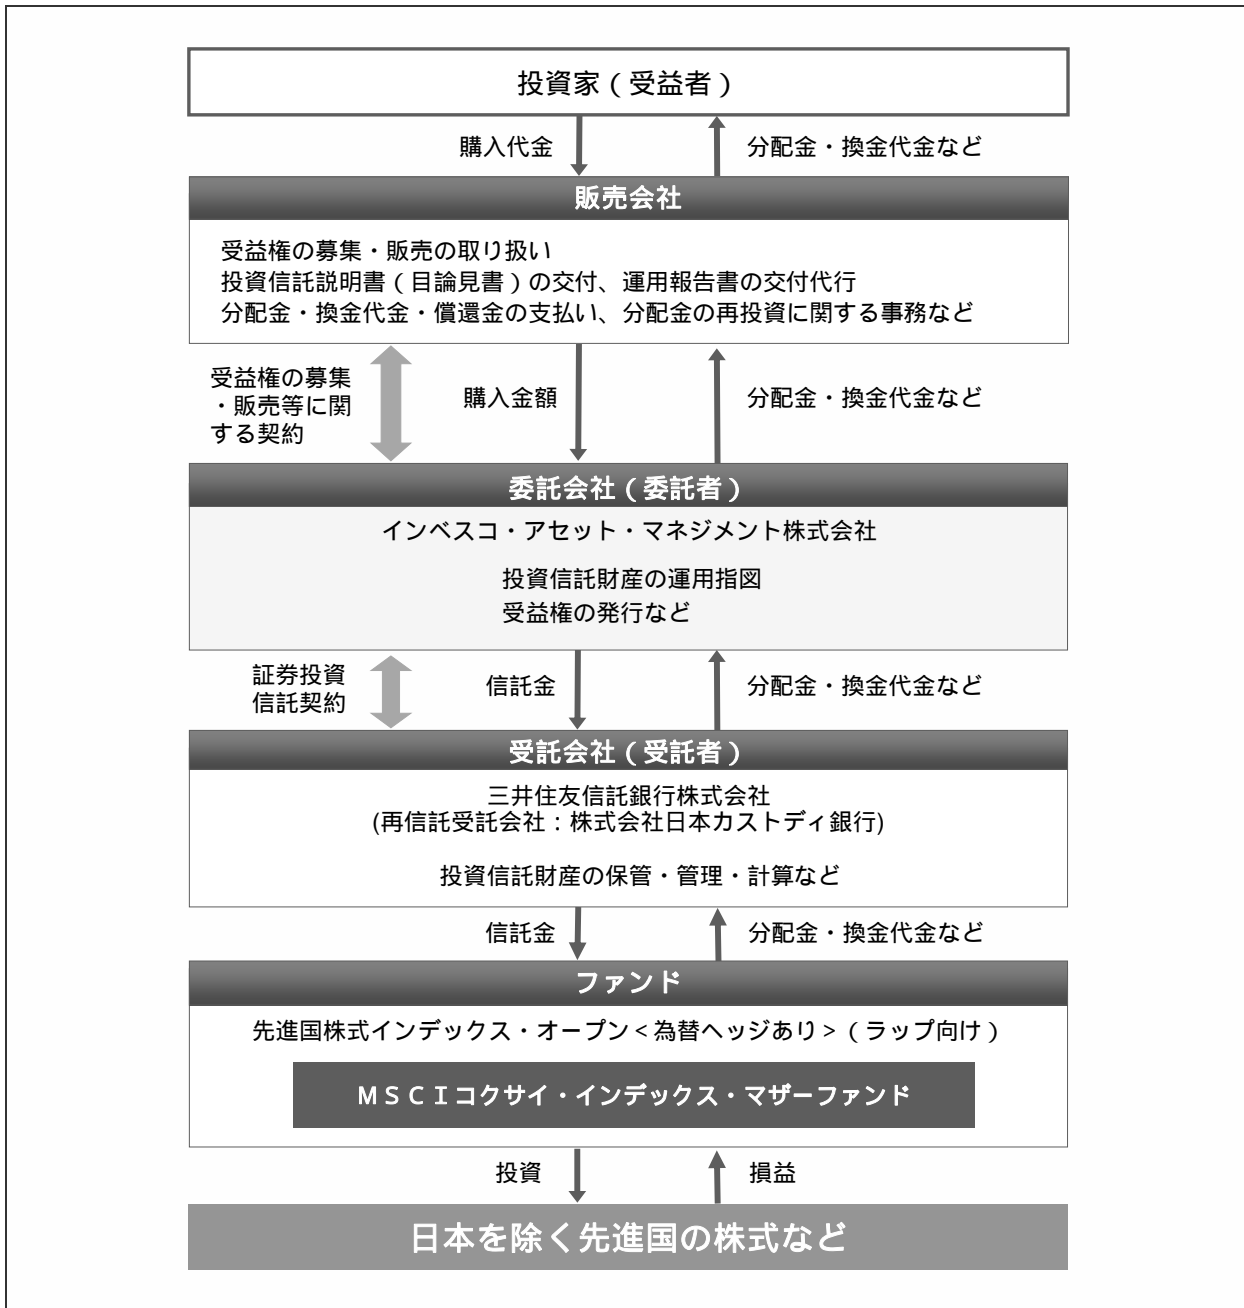 投資家（受益者）
購入代金
分配金・換金代金など
販売会社
受益権の募集・販売の取り扱い
投資信託説明書（目論見書）の交付、運用報告書の交付代行
分配金・換金代金・償還金の支払い、分配金の再投資に関する事務など
受益権の募集
・販売等に関
する契約
購入金額
分配金・換金代金など
委託会社（委託者）
インベスコ・アセット・マネジメント株式会社
投資信託財産の運用指図
受益権の発行など
証券投資
信託契約
信託金
分配金・換金代金など
受託会社（受託者）
三井住友信託銀行株式会社
(再信託受託会社：株式会社日本カストディ銀行)
投資信託財産の保管・管理・計算など
信託金
分配金・換金代金など
ファンド
先進国株式インデックス・オープン＜為替ヘッジあり＞（ラップ向け）
ＭＳＣＩコクサイ・インデックス・マザーファンド
投資
損益
日本を除く先進国の株式など